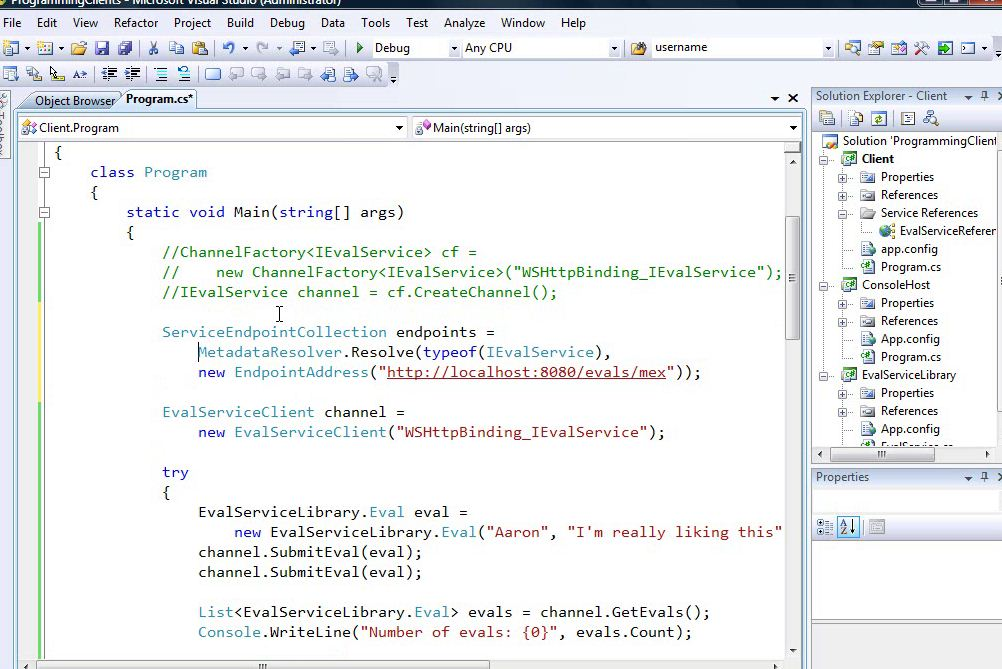 ProgrammingClients - Microsoft Visual Studio (Administrator)
File Edit View Refactor Project Build Debug Data Tools Test Analyze Window Help
Debug Any CPU username
Object Browser Program.cs*
Client.Program Main(string[] args)
{
class Program
{
static void Main(string[] args)
{
//ChannelFactory<IEvalService> cf =
// new ChannelFactory<IEvalService>("WSHttpBinding_IEvalService");
//IEvalService channel = cf.CreateChannel();
ServiceEndpointCollection endpoints =
MetadataResolver.Resolve(typeof(IEvalService),
new EndpointAddress("http://localhost:8080/evals/mex"));
EvalServiceClient channel =
new EvalServiceClient("WSHttpBinding_IEvalService");
try
{
EvalServiceLibrary.Eval eval =
new EvalServiceLibrary.Eval("Aaron", "I'm really liking this"
channel.SubmitEval(eval);
channel.SubmitEval(eval);
List<EvalServiceLibrary.Eval> evals = channel.GetEvals();
Console.WriteLine("Number of evals: {0}", evals.Count);
Solution Explorer - Client
Solution 'ProgrammingClient
Client
Properties
References
Service References
EvalServiceReferer
app.config
Program.cs
ConsoleHost
Properties
References
App.config
Program.cs
EvalServiceLibrary
Properties
References
App.config
EvalService.cs
Properties